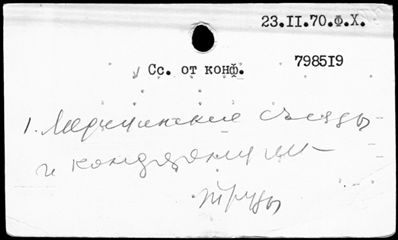 23.II.70.Ф.Х.
Сс. от конф.
798519
1. Медицинские съезды
и конференции —
труды